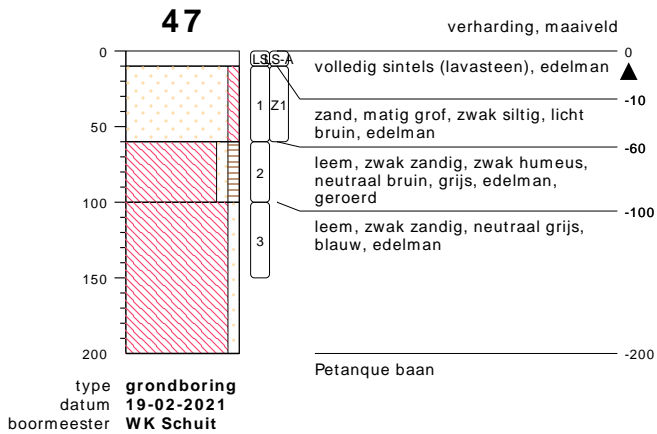 47
verharding, maaiveld
0
LS LS-A
0
volledig sintels (lavasteen), edelman
-10
1 Z1
zand, matig grof, zwak siltig, licht
bruin, edelman
50
-60
leem, zwak zandig, zwak humeus,
neutraal bruin, grijs, edelman,
geroerd
2
100
-100
leem, zwak zandig, neutraal grijs,
blauw, edelman
3
150
200
-200
Petanque baan
type grondboring
datum 19-02-2021
boormeester WK Schuit